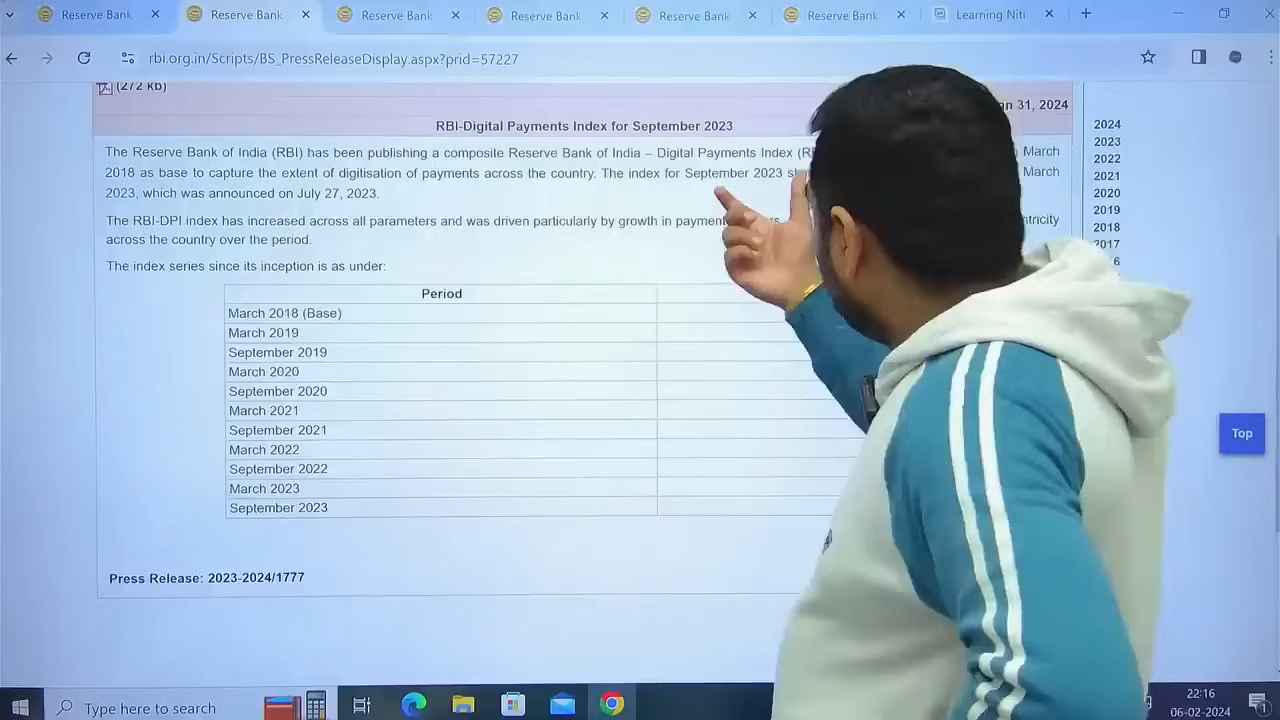 Reserve Bank Reserve Bank Reserve Bank Reserve Bank Reserve Bank Reserve Bank Learning Niti
rbi.org.in/Scripts/BS_PressReleaseDisplay.aspx?prid=57227
(272 kb)
31, 2024
RBI-Digital Payments Index for September 2023
The Reserve Bank of India (RBI) has been publishing a composite Reserve Bank of India – Digital Payments Index March
2018 as base to capture the extent of digitisation of payments across the country. The index for September 2023 March
2023, which was announced on July 27, 2023.
The RBI-DPI index has increased across all parameters and was driven particularly by growth in
across the country over the period.
The index series since its inception is as under:
Period
March 2018 (Base)
March 2019
September 2019
March 2020
September 2020
March 2021
September 2021
March 2022
September 2022
March 2023
September 2023
Press Release: 2023-2024/1777
2024
2023
2022
2021
2020
2019
2018
2017
Top
Type here to search
22:16
06-02-2024